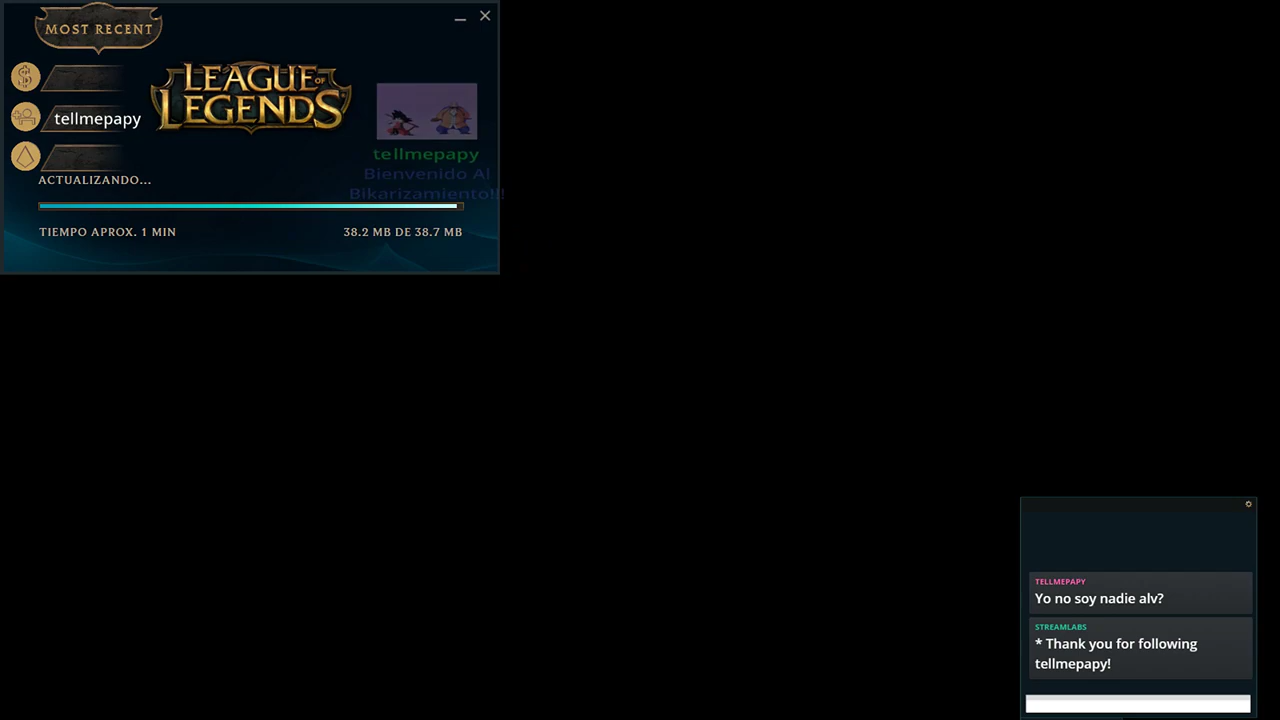 MOST RECENT
LEAGUE OF
LEGENDS
tellmepapy
tellmepapy
Bienvenido Al
Bikarizamiento!!!
ACTUALIZANDO...
TIEMPO APROX. 1 MIN
38.2 MB DE 38.7 MB
TELLMEPAPY
Yo no soy nadie alv?
STREAMLABS
* Thank you for following
tellmepapy!